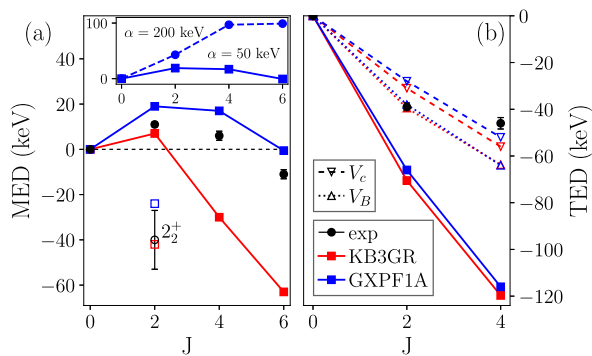 (a)
100
0
α = 200 keV
α = 50 keV
0 2 4 6
MED (keV)
40
20
0
−20
−40
−60
2₂⁺
0 2 4 6
J
(b)
V_c
V_B
exp
KB3GR
GXPF1A
0 2 4
J
0
−20
−40
−60
−80
−100
−120
TED (keV)